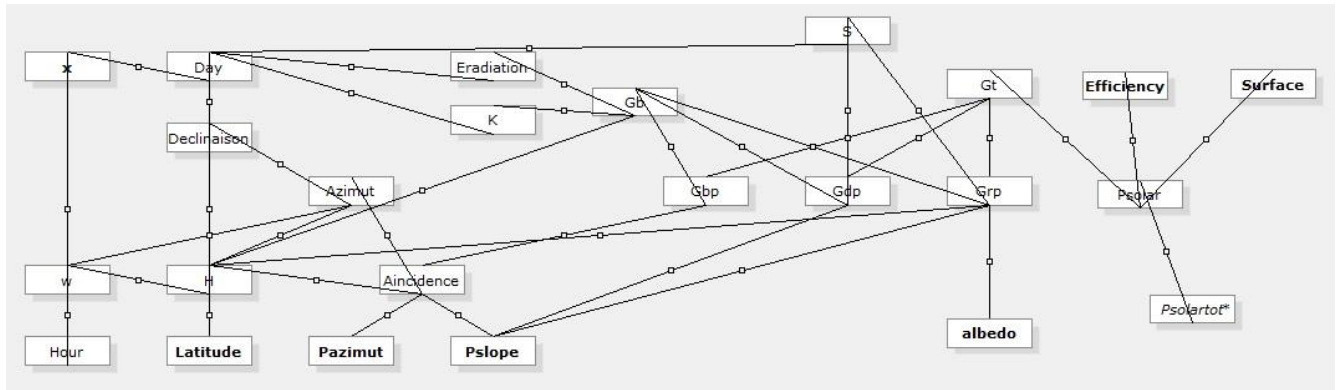 S
x
Day
Eradiation
Gb
K
Gt
Efficiency
Surface
Declinaison
Azimut
Gbp
Gdp
Grp
Psolar
w
H
Aincidence
Psolartot*
Hour
Latitude
Pazimut
Pslope
albedo